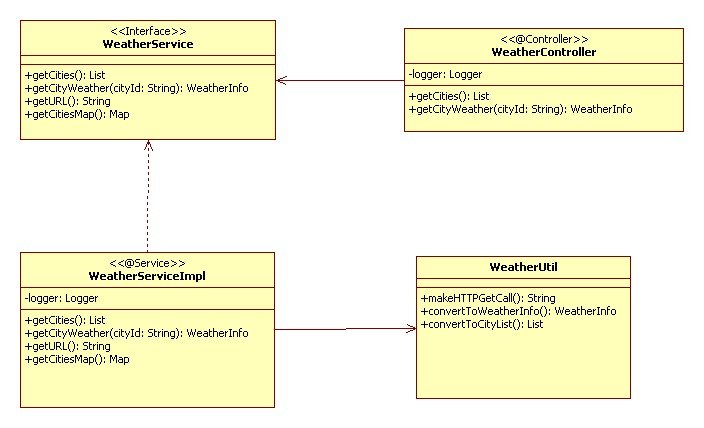 <<Interface>>
WeatherService
+getCities(): List
+getCityWeather(cityId: String): WeatherInfo
+getURL(): String
+getCitiesMap(): Map
<<@Controller>>
WeatherController
-logger: Logger
+getCities(): List
+getCityWeather(cityId: String): WeatherInfo
<<@Service>>
WeatherServiceImpl
-logger: Logger
+getCities(): List
+getCityWeather(cityId: String): WeatherInfo
+getURL(): String
+getCitiesMap(): Map
WeatherUtil
+makeHTTPGetCall(): String
+convertToWeatherInfo(): WeatherInfo
+convertToCityList(): List